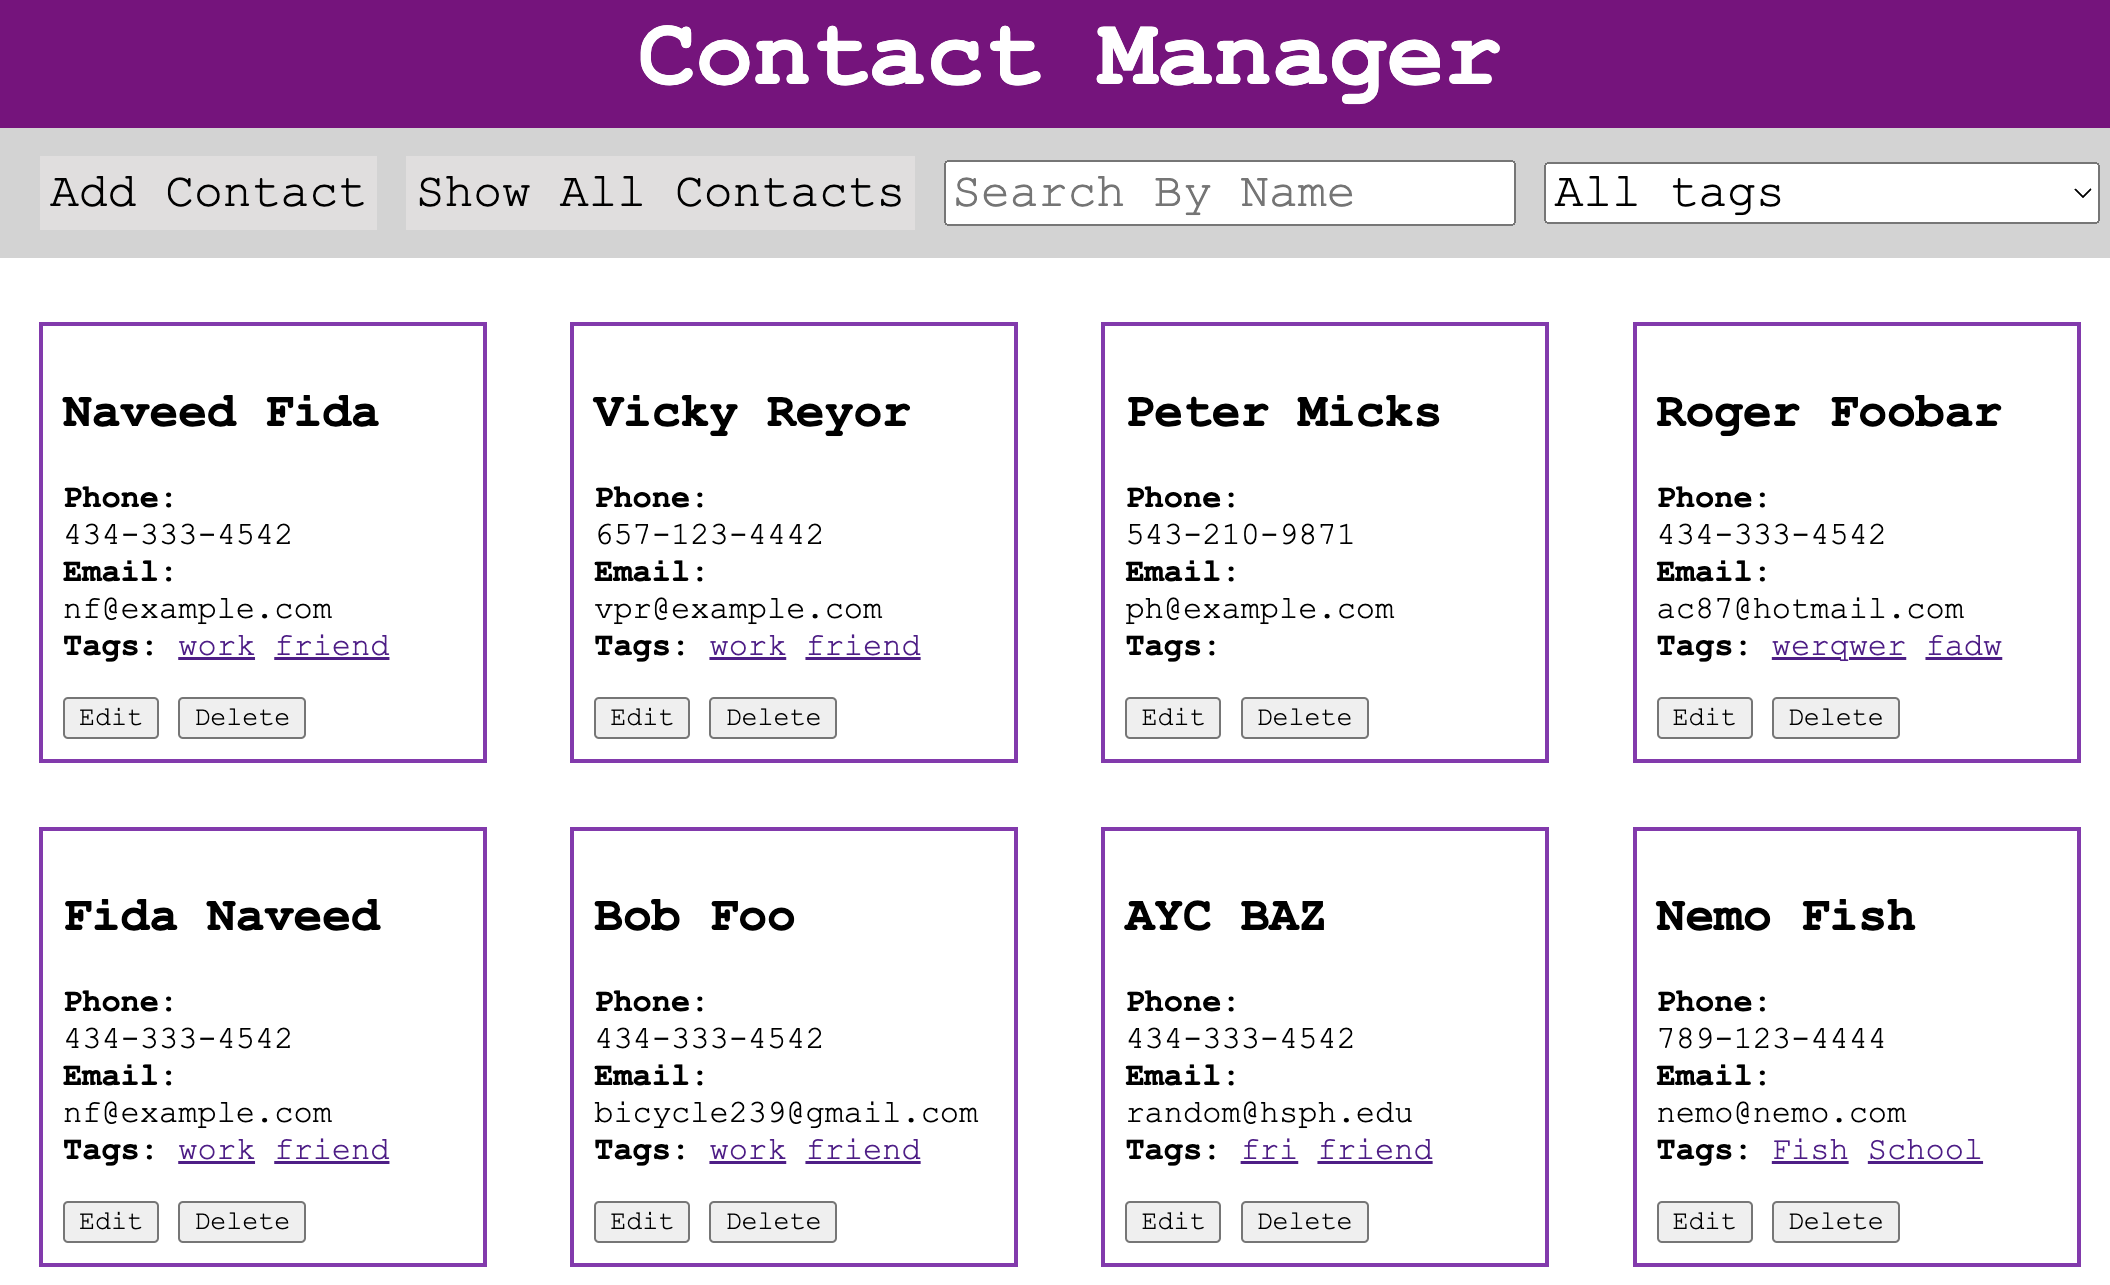 Contact Manager
Add Contact
Show All Contacts
Search By Name
All tags
Naveed Fida
Phone:
434-333-4542
Email:
nf@example.com
Tags: work friend
Edit Delete
Vicky Reyor
Phone:
657-123-4442
Email:
vpr@example.com
Tags: work friend
Edit Delete
Peter Micks
Phone:
543-210-9871
Email:
ph@example.com
Tags:
Edit Delete
Roger Foobar
Phone:
434-333-4542
Email:
ac87@hotmail.com
Tags: werqwer fadw
Edit Delete
Fida Naveed
Phone:
434-333-4542
Email:
nf@example.com
Tags: work friend
Edit Delete
Bob Foo
Phone:
434-333-4542
Email:
bicycle239@gmail.com
Tags: work friend
Edit Delete
AYC BAZ
Phone:
434-333-4542
Email:
random@hsph.edu
Tags: fri friend
Edit Delete
Nemo Fish
Phone:
789-123-4444
Email:
nemo@nemo.com
Tags: Fish School
Edit Delete